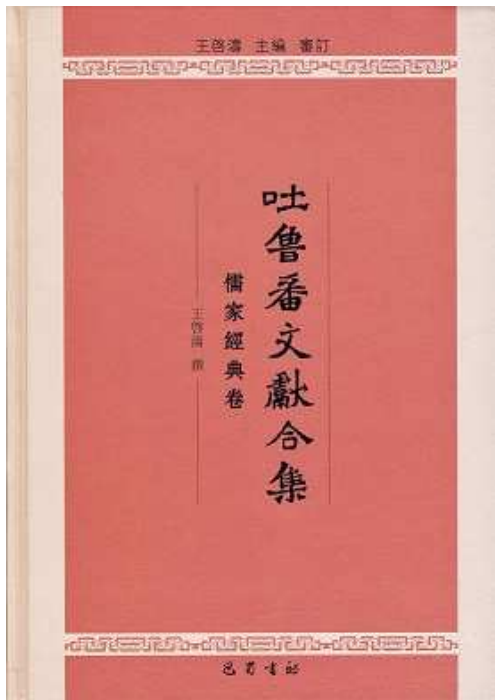 王啓濤 主編 審訂
吐魯番文獻合集
儒家經典卷
王啓濤 撰
巴蜀書社